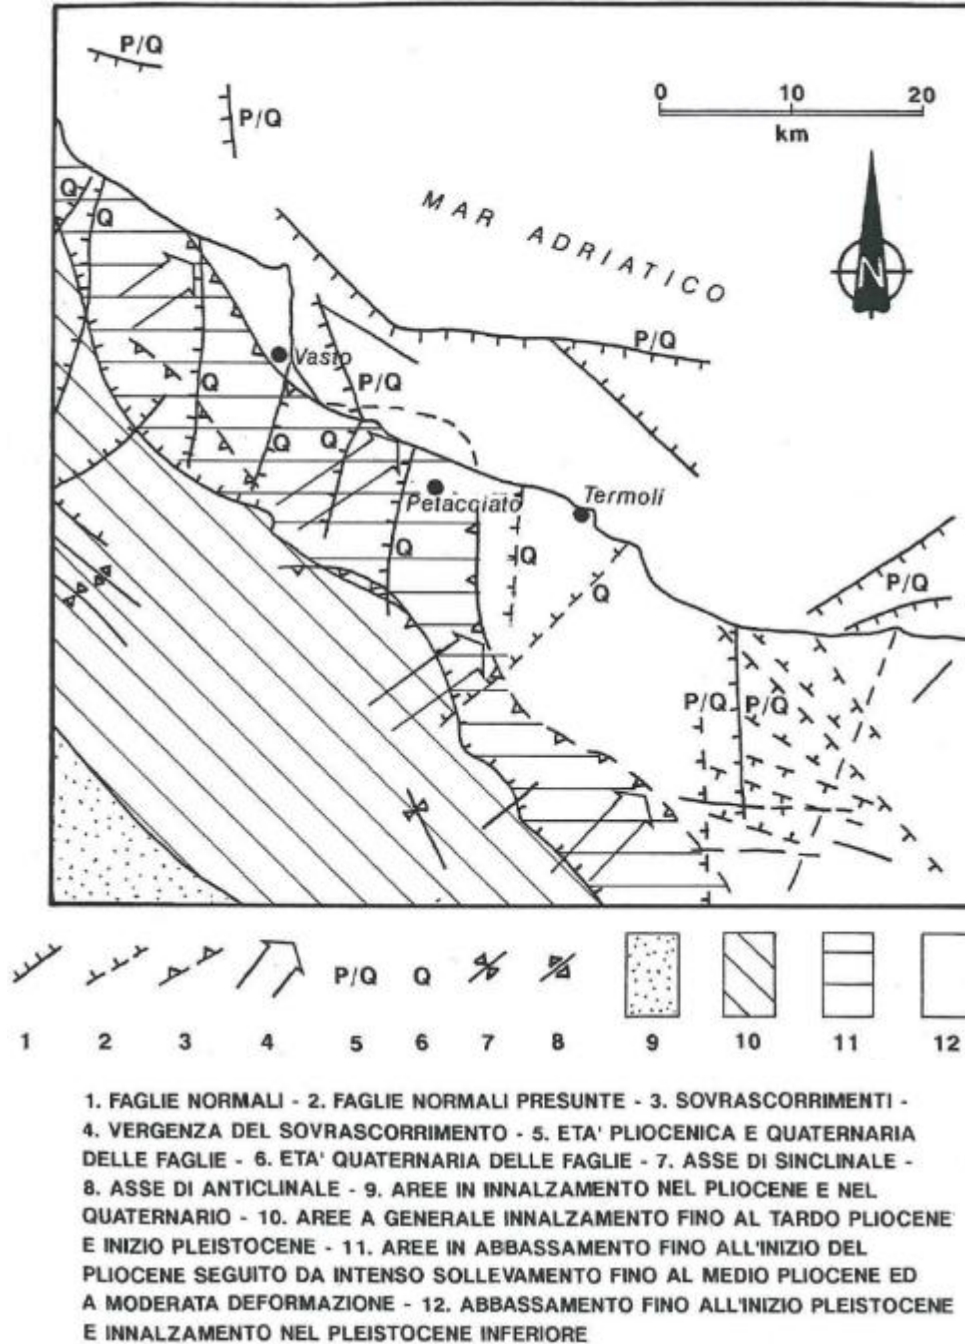 P/Q
P/Q
0 10 20
km
MAR ADRIATICO
N
Q
Q
P/Q
Vasto
P/Q
Q
Q
Q
Petacciato
Termoli
Q
Q
Q
P/Q
P/Q
P/Q
P/Q Q
1 2 3 4 5 6 7 8 9 10 11 12
1. FAGLIE NORMALI - 2. FAGLIE NORMALI PRESUNTE - 3. SOVRASCORRIMENTI -
4. VERGENZA DEL SOVRASCORRIMENTO - 5. ETA' PLIOCENICA E QUATERNARIA
DELLE FAGLIE - 6. ETA' QUATERNARIA DELLE FAGLIE - 7. ASSE DI SINCLINALE -
8. ASSE DI ANTICLINALE - 9. AREE IN INNALZAMENTO NEL PLIOCENE E NEL
QUATERNARIO - 10. AREE A GENERALE INNALZAMENTO FINO AL TARDO PLIOCENE
E INIZIO PLEISTOCENE - 11. AREE IN ABBASSAMENTO FINO ALL'INIZIO DEL
PLIOCENE SEGUITO DA INTENSO SOLLEVAMENTO FINO AL MEDIO PLIOCENE ED
A MODERATA DEFORMAZIONE - 12. ABBASSAMENTO FINO ALL'INIZIO PLEISTOCENE
E INNALZAMENTO NEL PLEISTOCENE INFERIORE